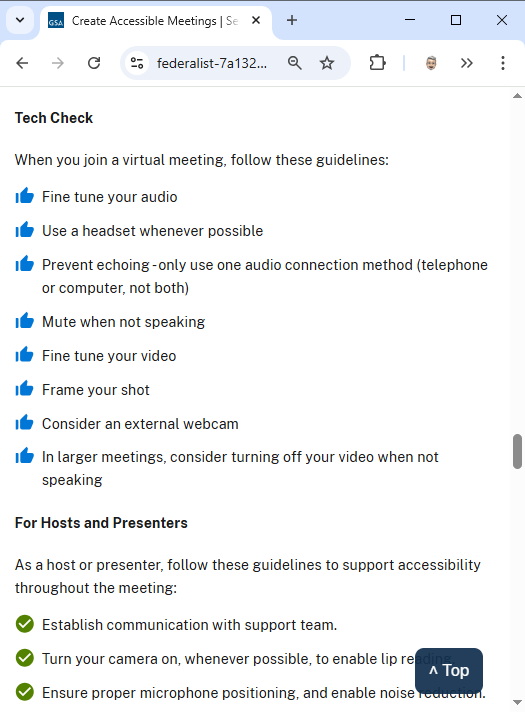 GSA
Create Accessible Meetings | Se
federalist-7a132...
Tech Check
When you join a virtual meeting, follow these guidelines:
Fine tune your audio
Use a headset whenever possible
Prevent echoing - only use one audio connection method (telephone
or computer, not both)
Mute when not speaking
Fine tune your video
Frame your shot
Consider an external webcam
In larger meetings, consider turning off your video when not
speaking
For Hosts and Presenters
As a host or presenter, follow these guidelines to support accessibility
throughout the meeting:
Establish communication with support team.
Turn your camera on, whenever possible, to enable lip reading.
^ Top
Ensure proper microphone positioning, and enable noise reduction.